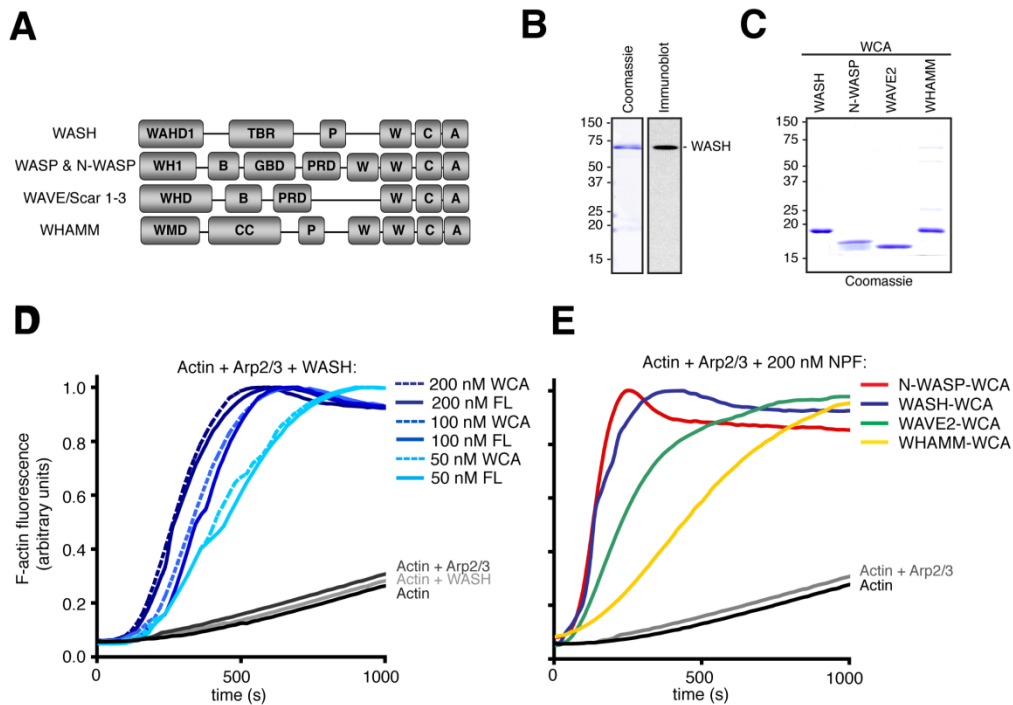 A
WASH WAHD1 TBR P W C A
WASP & N-WASP WH1 B GBD PRD W W C A
WAVE/Scar 1-3 WHD B PRD W C A
WHAMM WMD CC P W W C A
B
Coomassie Immunoblot
150
75
50
37
25
20
15
- WASH
C
WCA
WASH N-WASP WAVE2 WHAMM
150
75
50
37
25
20
15
Coomassie
D
Actin + Arp2/3 + WASH:
200 nM WCA
200 nM FL
100 nM WCA
100 nM FL
50 nM WCA
50 nM FL
Actin + Arp2/3
Actin + WASH
Actin
F-actin fluorescence
(arbitrary units)
1.0
0.8
0.6
0.4
0.2
0.0
0 500 1000
time (s)
E
Actin + Arp2/3 + 200 nM NPF:
N-WASP-WCA
WASH-WCA
WAVE2-WCA
WHAMM-WCA
Actin + Arp2/3
Actin
0 500 1000
time (s)